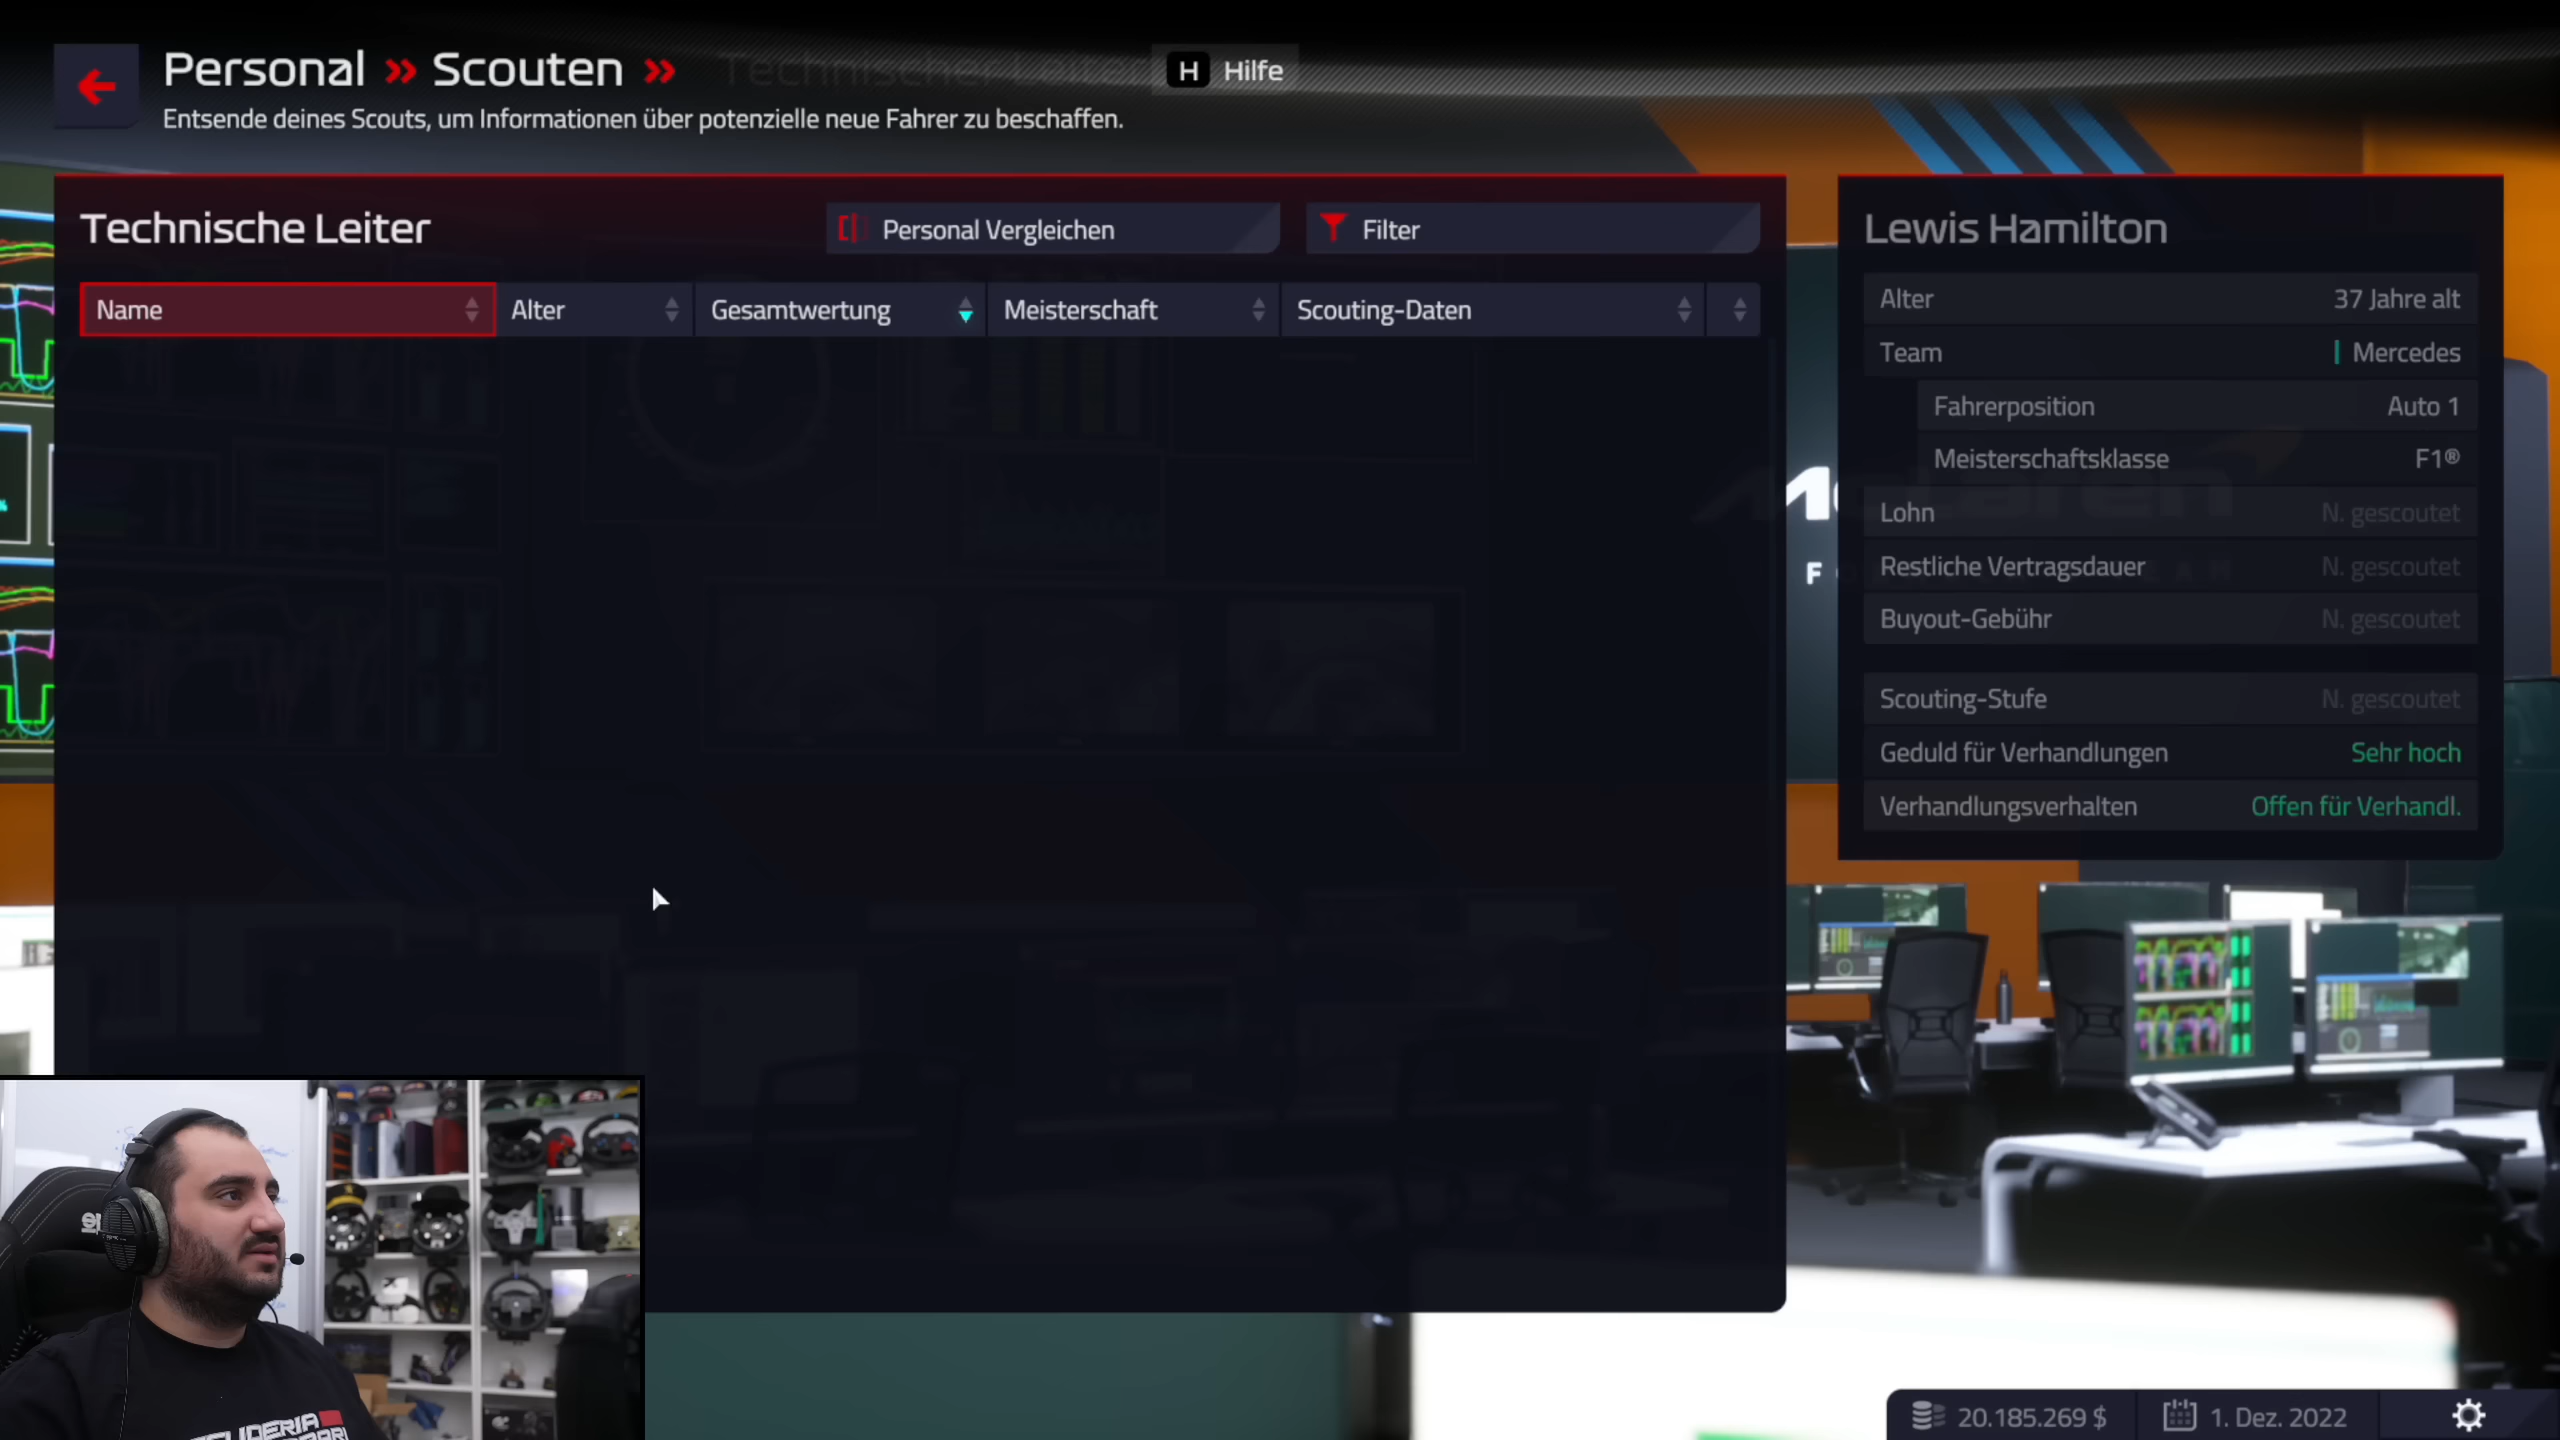 Personal » Scouten » Technischer Leiter
H Hilfe
Entsende deines Scouts, um Informationen über potenzielle neue Fahrer zu beschaffen.
Technische Leiter
Personal Vergleichen
Filter
Name
Alter
Gesamtwertung
Meisterschaft
Scouting-Daten
Lewis Hamilton
Alter 37 Jahre alt
Team Mercedes
Fahrerposition Auto 1
Meisterschaftsklasse F1®
Lohn N. gescoutet
Restliche Vertragsdauer N. gescoutet
Buyout-Gebühr N. gescoutet
Scouting-Stufe N. gescoutet
Geduld für Verhandlungen Sehr hoch
Verhandlungsverhalten Offen für Verhandl.
McLaren
20.185.269 $
1. Dez. 2022